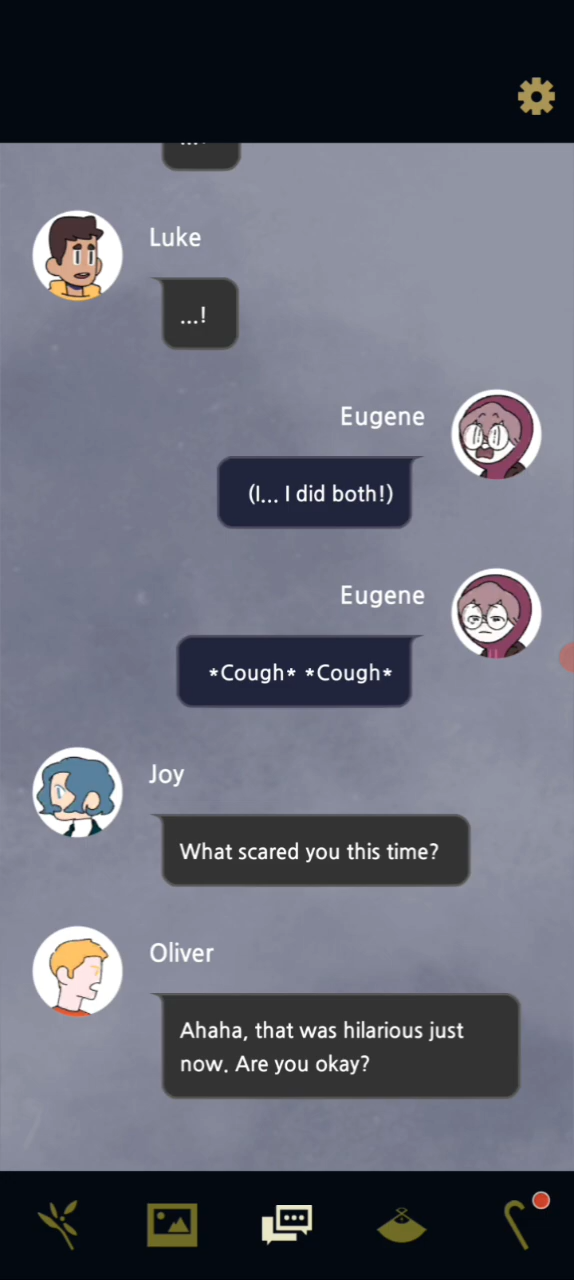 Luke
...!
Eugene
(I... I did both!)
Eugene
*Cough* *Cough*
Joy
What scared you this time?
Oliver
Ahaha, that was hilarious just
now. Are you okay?